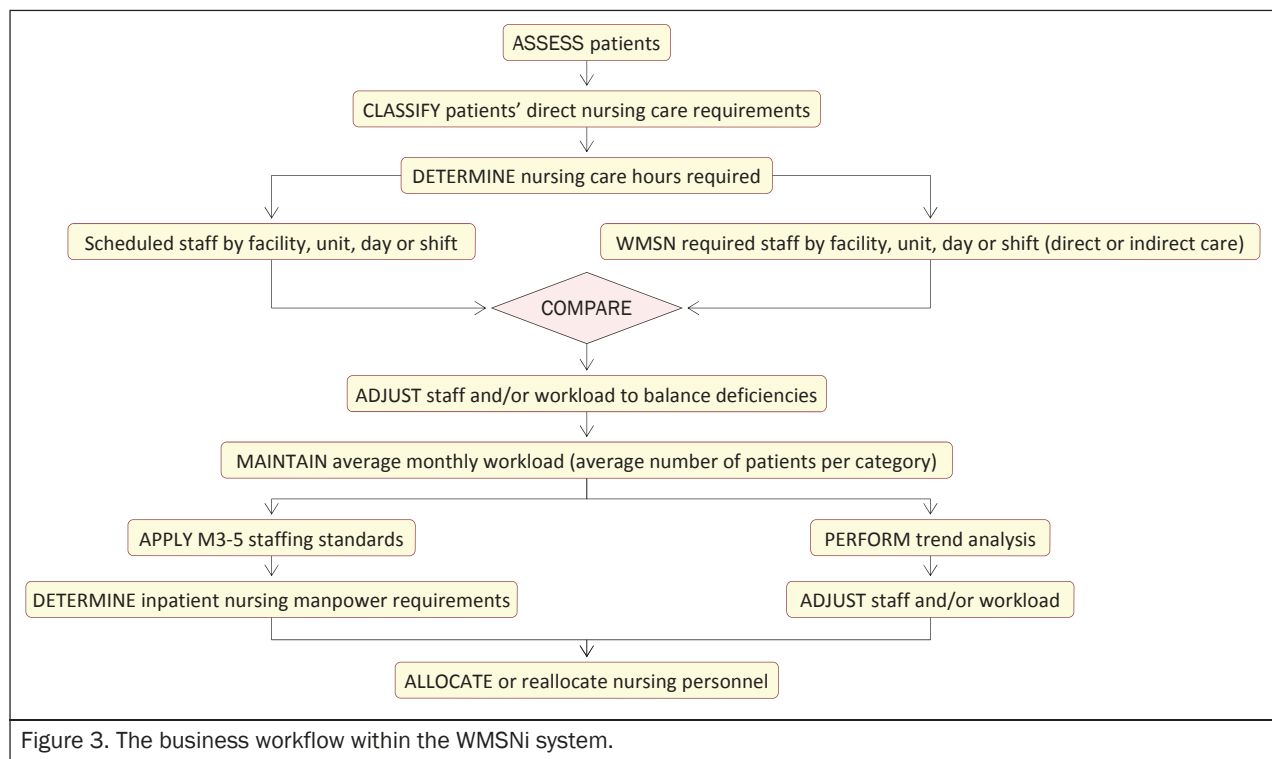 ASSESS patients
CLASSIFY patients’ direct nursing care requirements
DETERMINE nursing care hours required
Scheduled staff by facility, unit, day or shift
WMSN required staff by facility, unit, day or shift (direct or indirect care)
COMPARE
ADJUST staff and/or workload to balance deficiencies
MAINTAIN average monthly workload (average number of patients per category)
APPLY M3-5 staffing standards
PERFORM trend analysis
DETERMINE inpatient nursing manpower requirements
ADJUST staff and/or workload
ALLOCATE or reallocate nursing personnel
Figure 3. The business workflow within the WMSNi system.